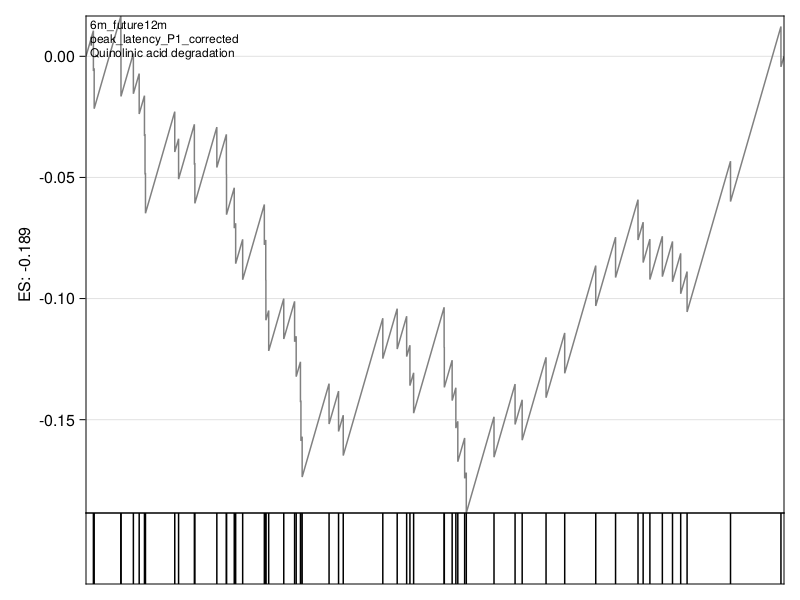 6m_future12m
peak_latency_P1_corrected
Quinolinic acid degradation
0.00
-0.05
-0.10
-0.15
ES: -0.189